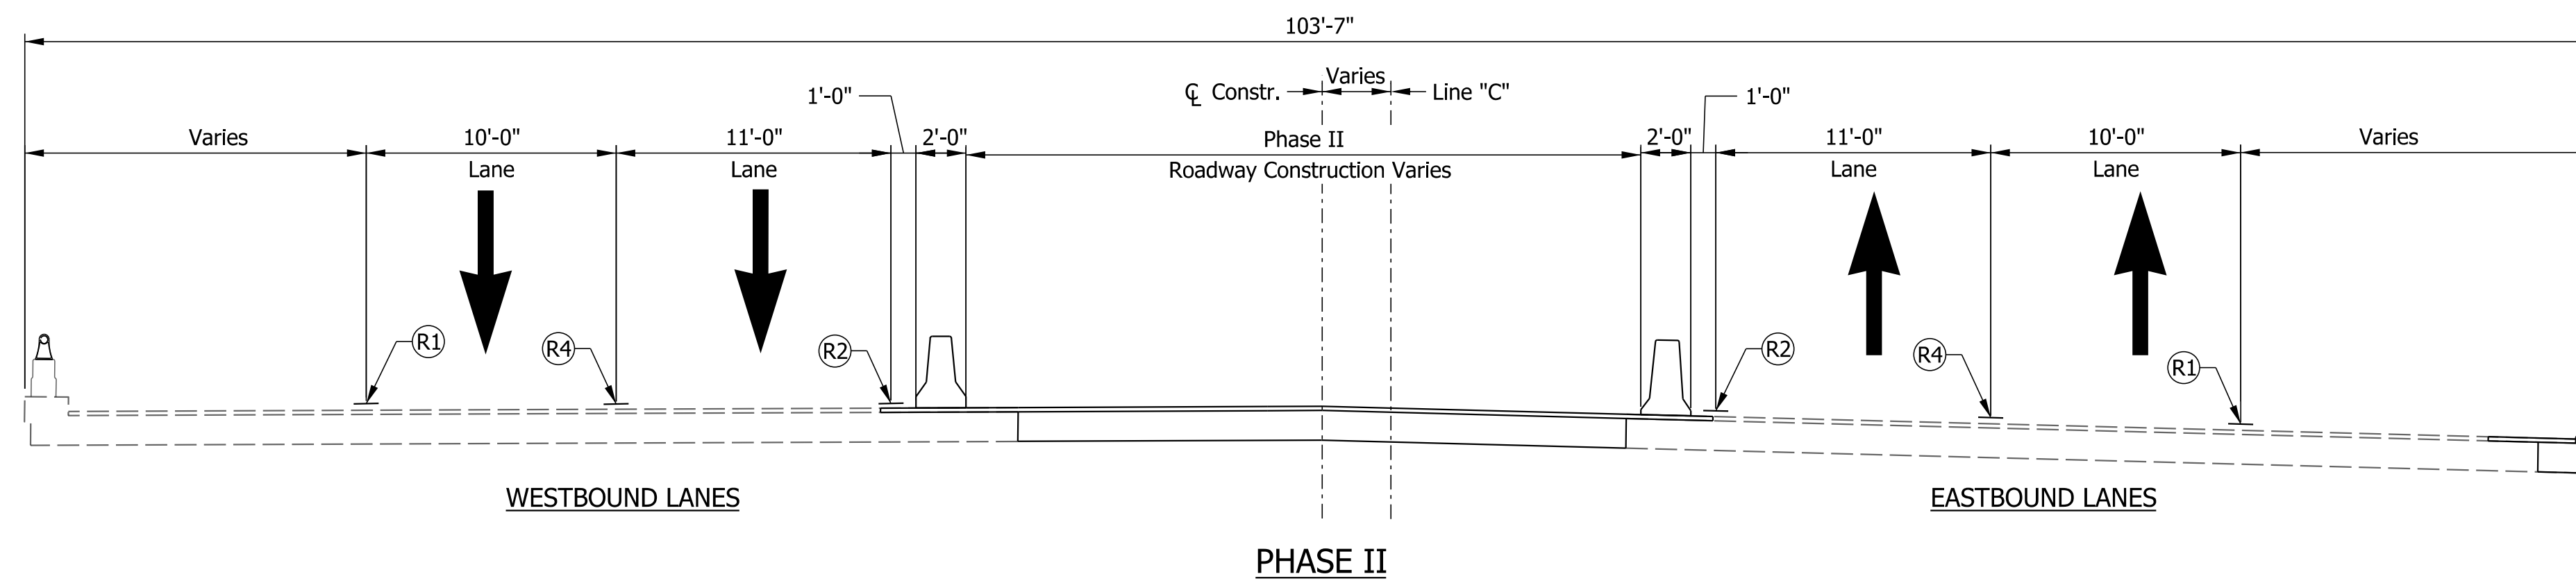 103'-7"
Varies
℄ Constr.
Line "C"
1'-0"
1'-0"
Varies
10'-0"
11'-0"
2'-0"
Phase II
2'-0"
11'-0"
10'-0"
Varies
Lane
Lane
Roadway Construction Varies
Lane
Lane
R1
R4
R2
R2
R4
R1
WESTBOUND LANES
EASTBOUND LANES
PHASE II